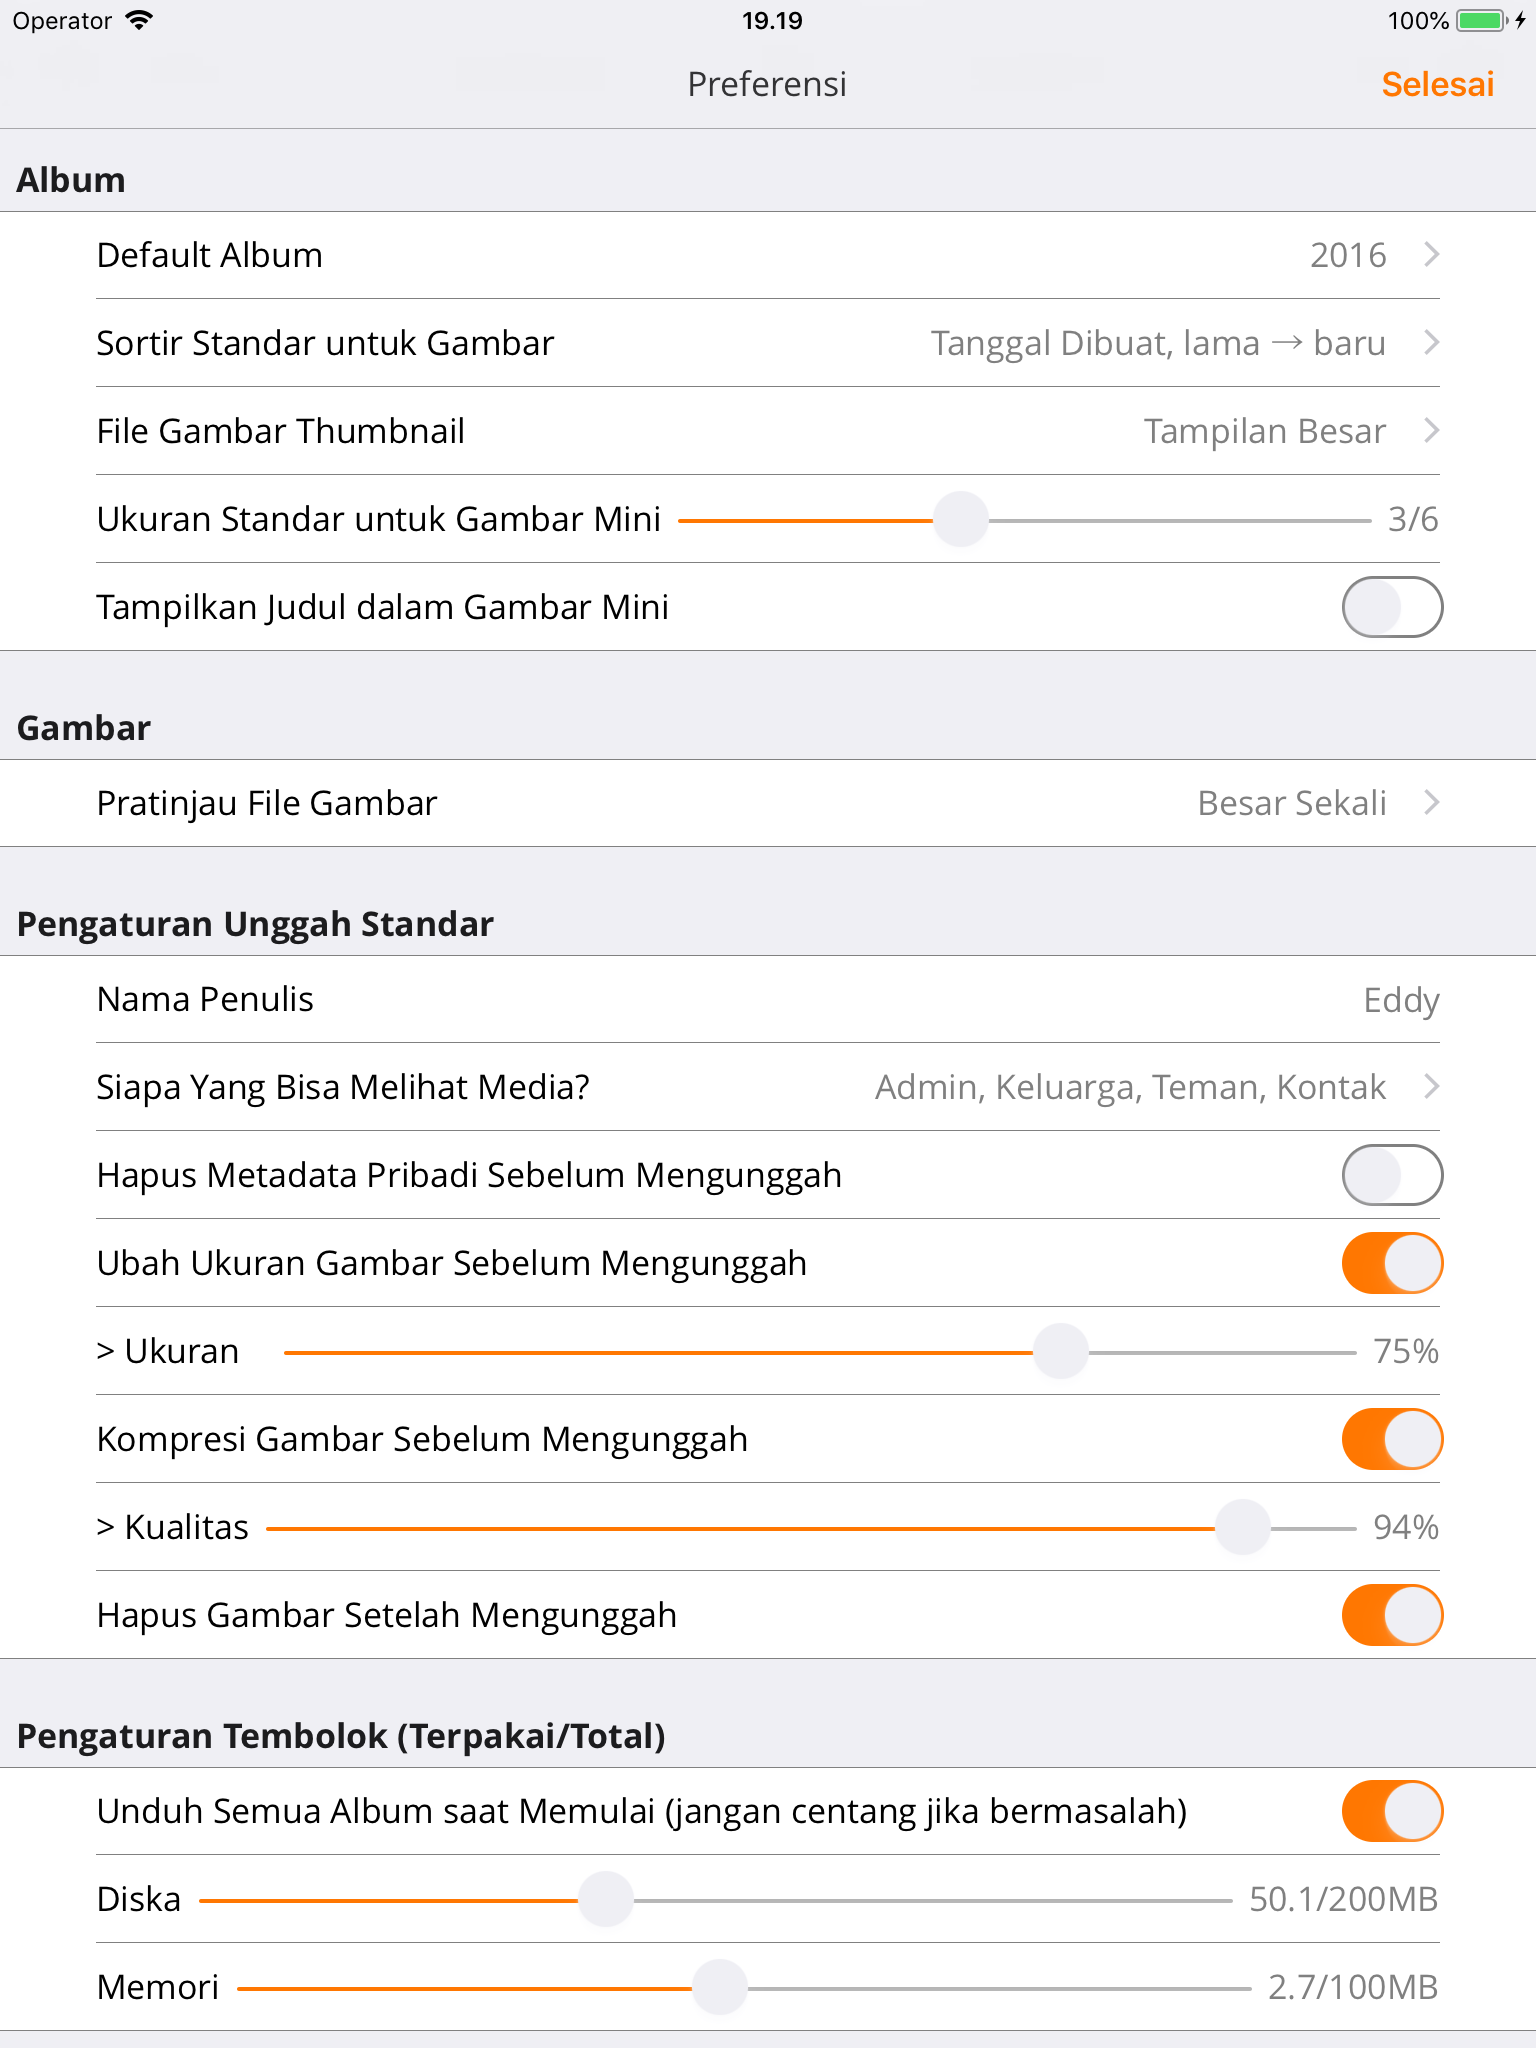 Operator 19.19 100%
Preferensi Selesai
Album
Default Album 2016
Sortir Standar untuk Gambar Tanggal Dibuat, lama → baru
File Gambar Thumbnail Tampilan Besar
Ukuran Standar untuk Gambar Mini 3/6
Tampilkan Judul dalam Gambar Mini
Gambar
Pratinjau File Gambar Besar Sekali
Pengaturan Unggah Standar
Nama Penulis Eddy
Siapa Yang Bisa Melihat Media? Admin, Keluarga, Teman, Kontak
Hapus Metadata Pribadi Sebelum Mengunggah
Ubah Ukuran Gambar Sebelum Mengunggah
> Ukuran 75%
Kompresi Gambar Sebelum Mengunggah
> Kualitas 94%
Hapus Gambar Setelah Mengunggah
Pengaturan Tembolok (Terpakai/Total)
Unduh Semua Album saat Memulai (jangan centang jika bermasalah)
Diska 50.1/200MB
Memori 2.7/100MB